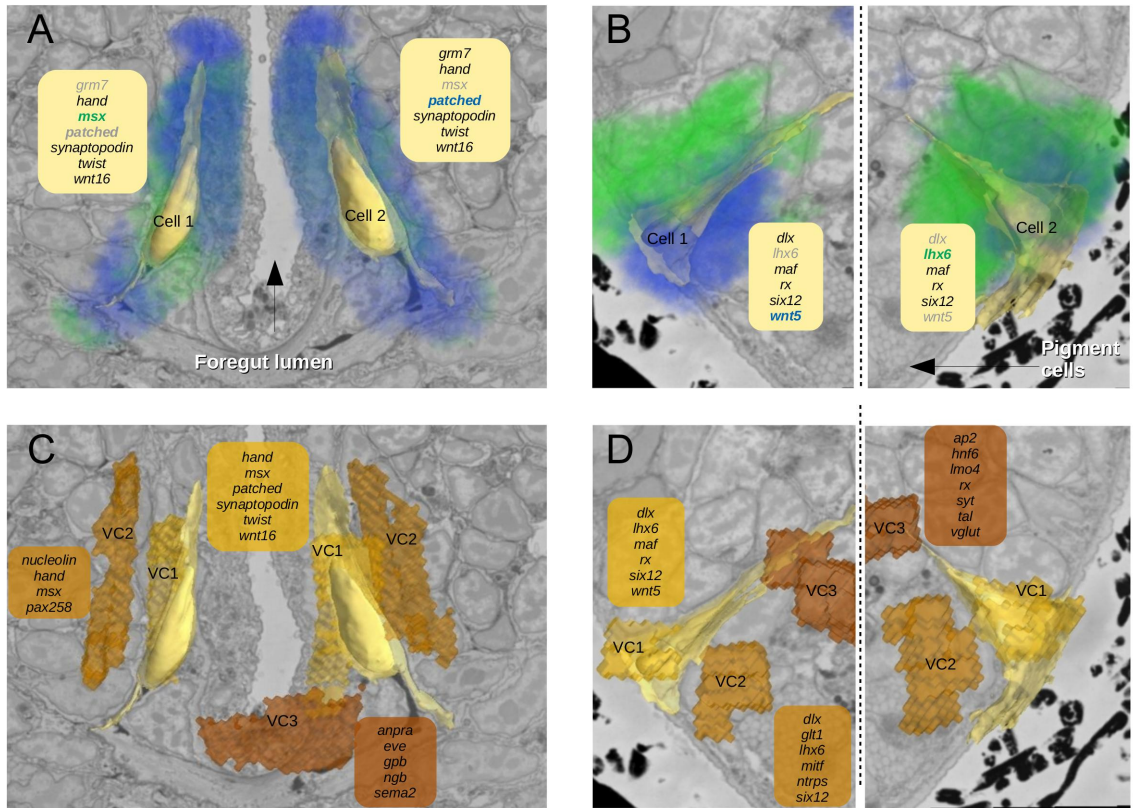 A
grm7
hand
msx
patched
synaptopodin
twist
wnt16
grm7
hand
msx
patched
synaptopodin
twist
wnt16
Cell 1
Cell 2
Foregut lumen
B
Cell 1
dlx
lhx6
maf
rx
six12
wnt5
dlx
lhx6
maf
rx
six12
wnt5
Cell 2
Pigment
cells
C
hand
msx
patched
synaptopodin
twist
wnt16
VC2
VC1
VC1
VC2
nucleolin
hand
msx
pax258
VC3
anpra
eve
gpb
ngb
sema2
D
dlx
lhx6
maf
rx
six12
wnt5
VC1
VC2
VC3
dlx
glt1
lhx6
mitf
ntrps
six12
ap2
hnf6
lmo4
rx
syt
tal
vglut
VC3
VC1
VC2